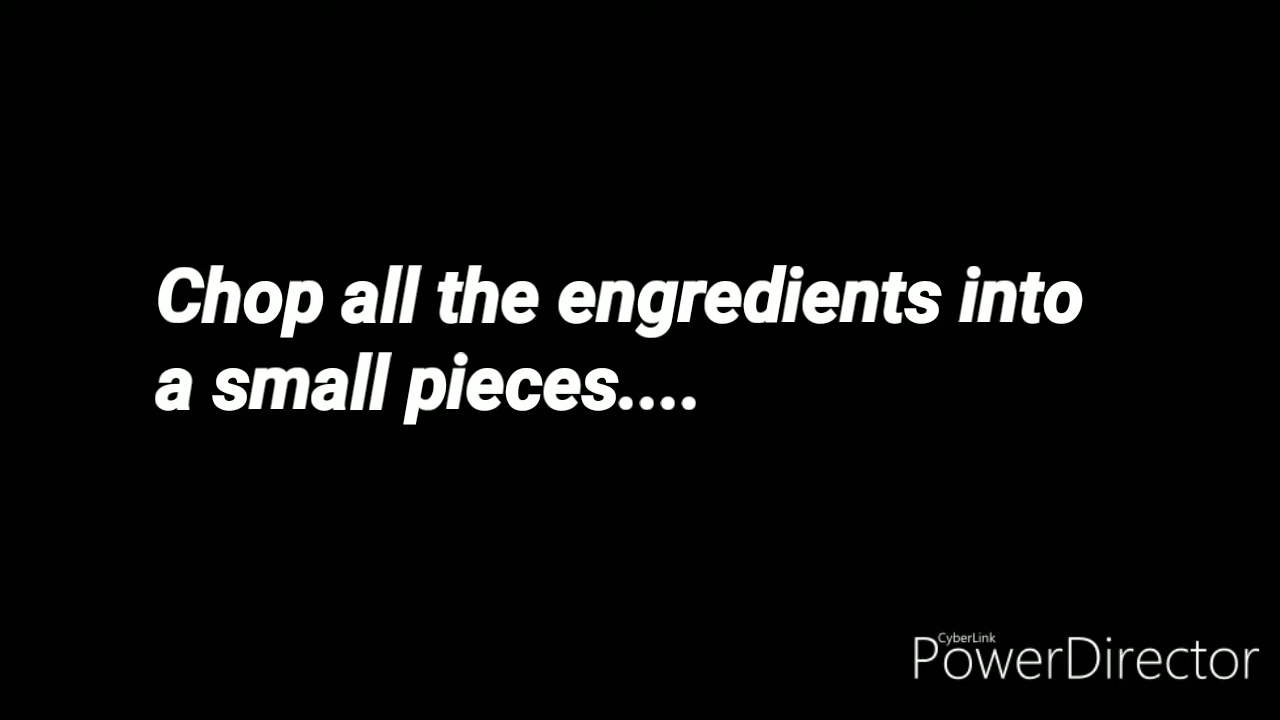 Chop all the engredients into
a small pieces....
CyberLink
PowerDirector